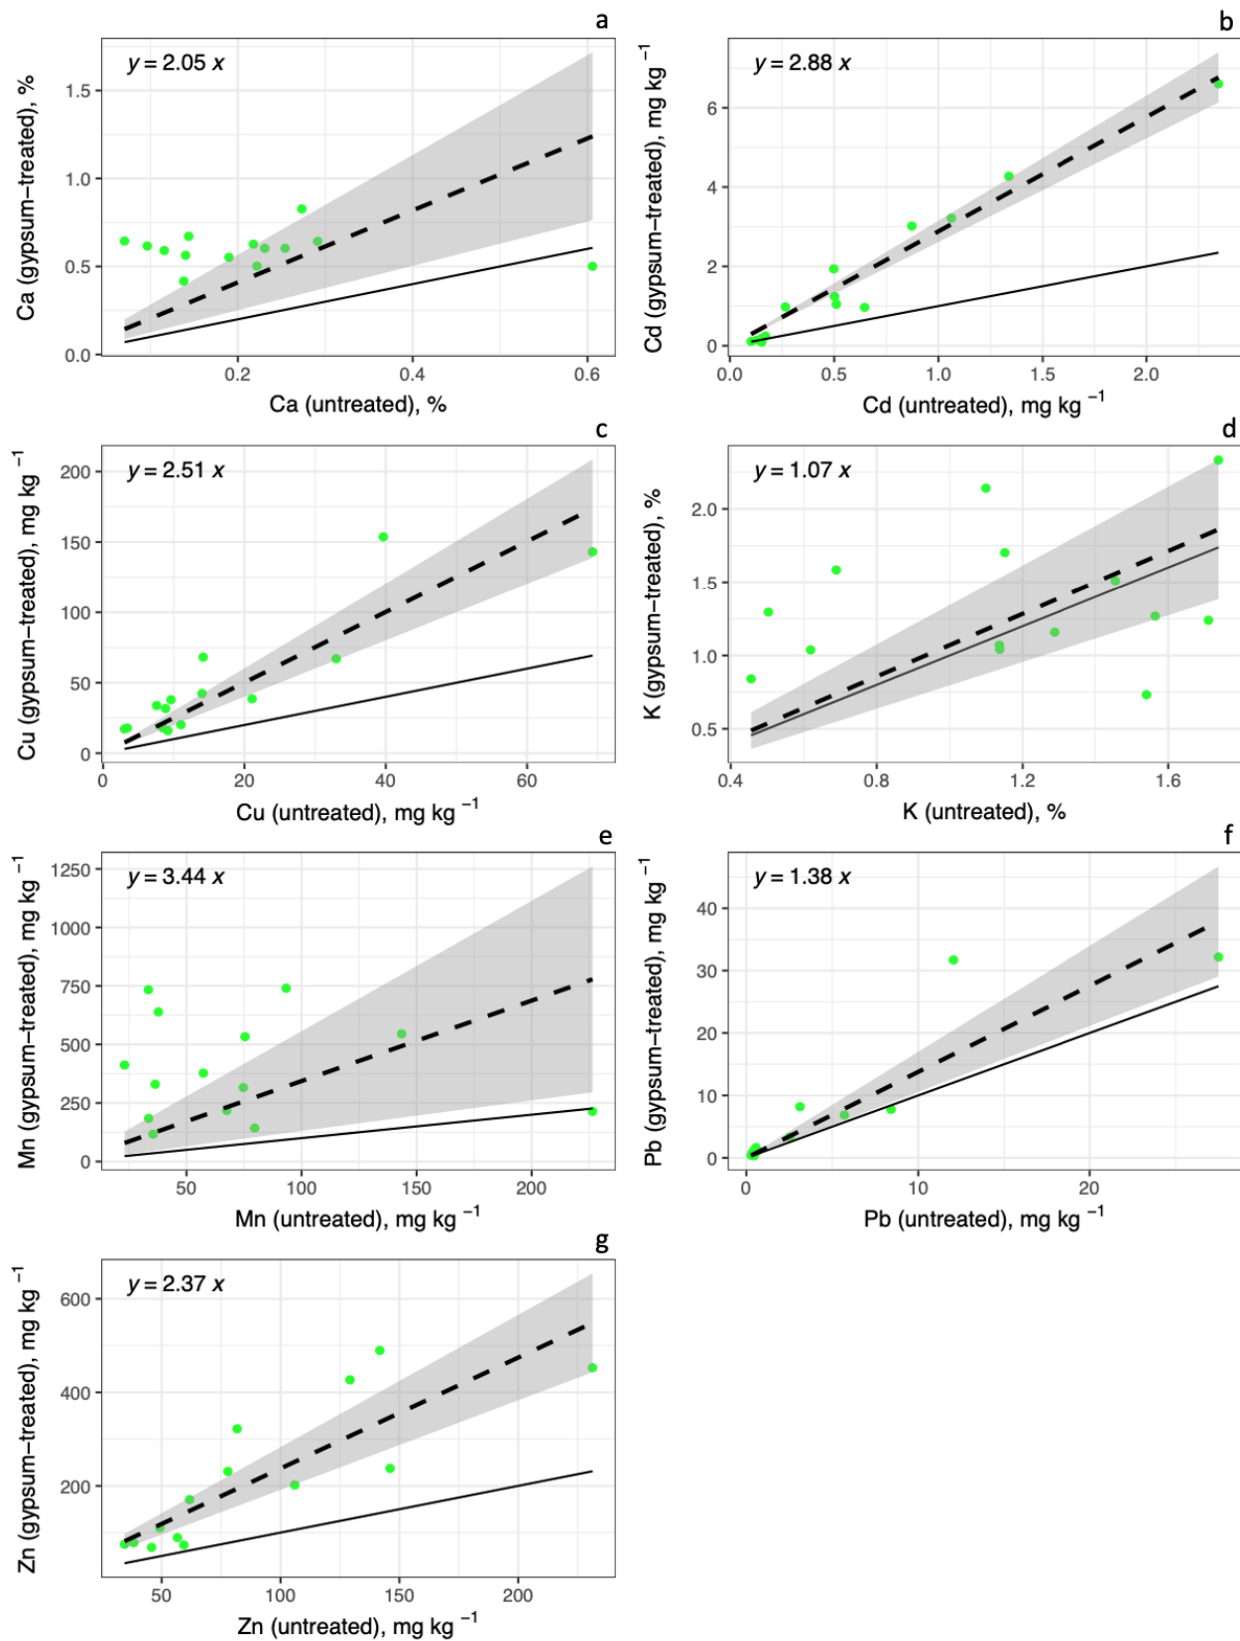 a
y = 2.05 x
Ca (gypsum−treated), %
1.5
1.0
0.5
0.0
0.2 0.4 0.6
Ca (untreated), %
b
y = 2.88 x
Cd (gypsum−treated), mg kg −1
6
4
2
0
0.0 0.5 1.0 1.5 2.0
Cd (untreated), mg kg −1
c
y = 2.51 x
Cu (gypsum−treated), mg kg −1
200
150
100
50
0
0 20 40 60
Cu (untreated), mg kg −1
d
y = 1.07 x
K (gypsum−treated), %
2.0
1.5
1.0
0.5
0.4 0.8 1.2 1.6
K (untreated), %
e
y = 3.44 x
Mn (gypsum−treated), mg kg −1
1250
1000
750
500
250
0
50 100 150 200
Mn (untreated), mg kg −1
f
y = 1.38 x
Pb (gypsum−treated), mg kg −1
40
30
20
10
0
0 10 20
Pb (untreated), mg kg −1
g
y = 2.37 x
Zn (gypsum−treated), mg kg −1
600
400
200
50 100 150 200
Zn (untreated), mg kg −1